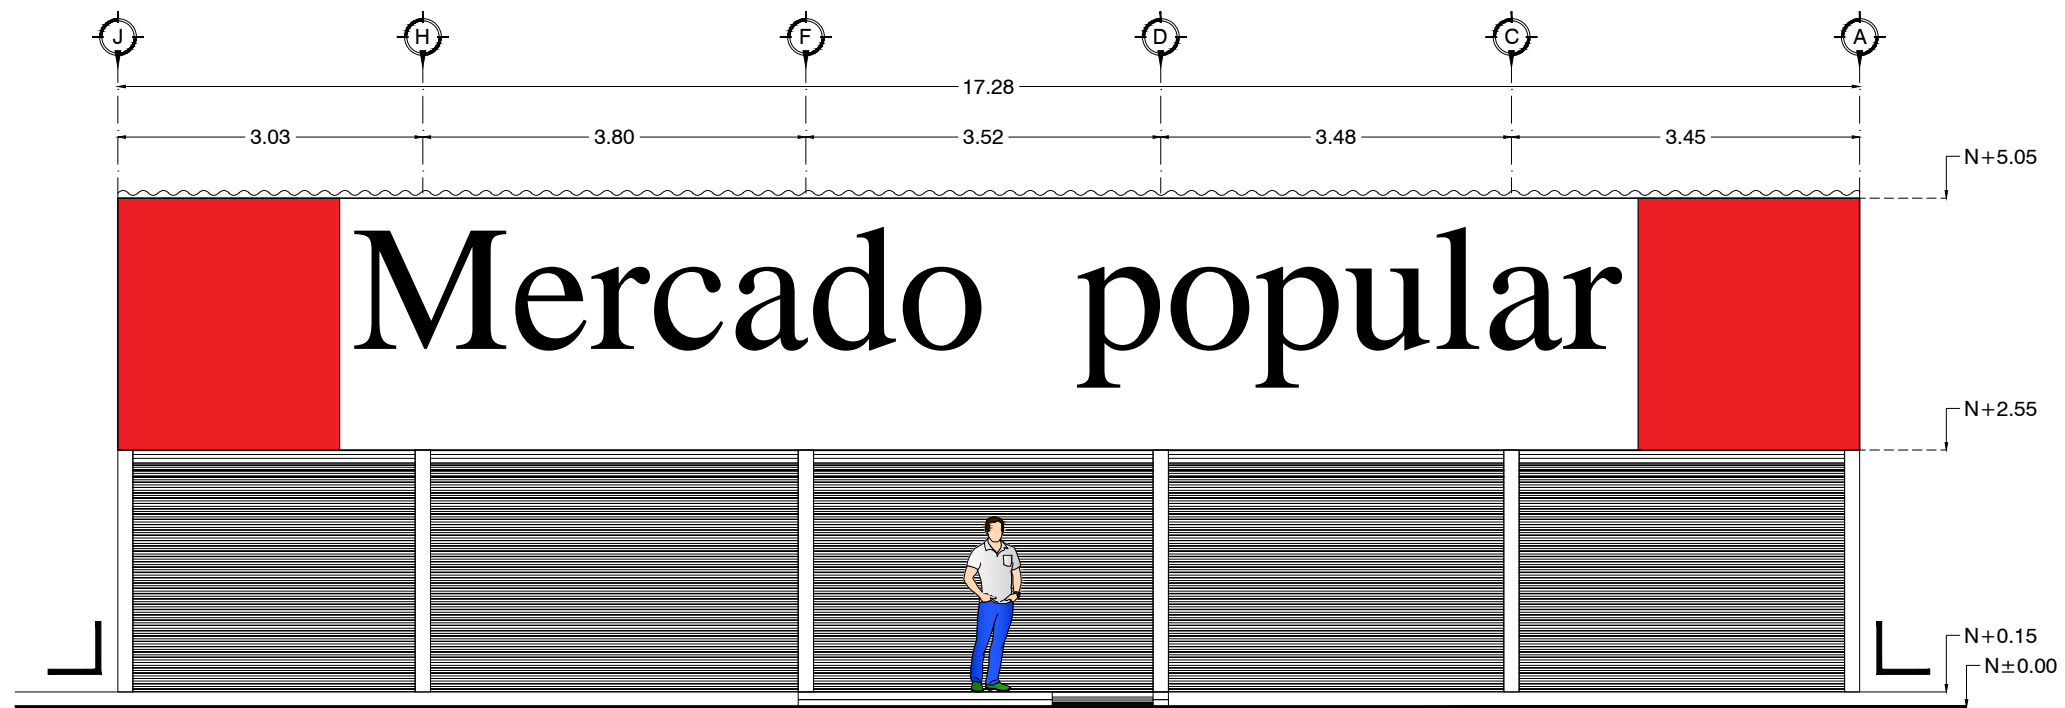 J H F D C A
17.28
3.03 3.80 3.52 3.48 3.45
N+5.05
Mercado popular
N+2.55
N+0.15
N±0.00